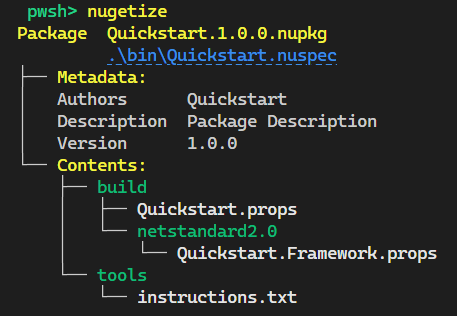 pwsh> nugetize
Package  Quickstart.1.0.0.nupkg
.\bin\Quickstart.nuspec
Metadata:
Authors      Quickstart
Description  Package Description
Version      1.0.0
Contents:
build
Quickstart.props
netstandard2.0
Quickstart.Framework.props
tools
instructions.txt